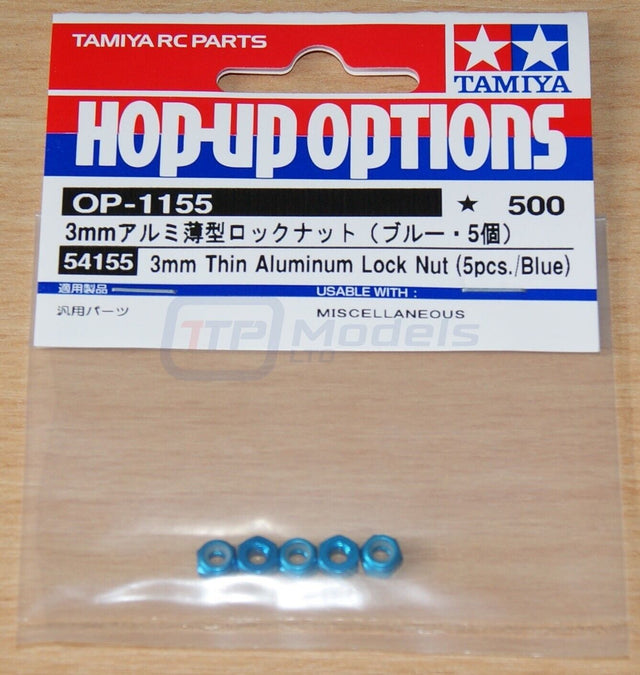 TAMIYA RC PARTS
TAMIYA
HOP-UP OPTIONS
OP-1155 ★ 500
3mmアルミ薄型ロックナット（ブルー・5個）
54155 3mm Thin Aluminum Lock Nut (5pcs./Blue)
適用製品 USABLE WITH :
汎用パーツ MISCELLANEOUS
TTP Models
LTD